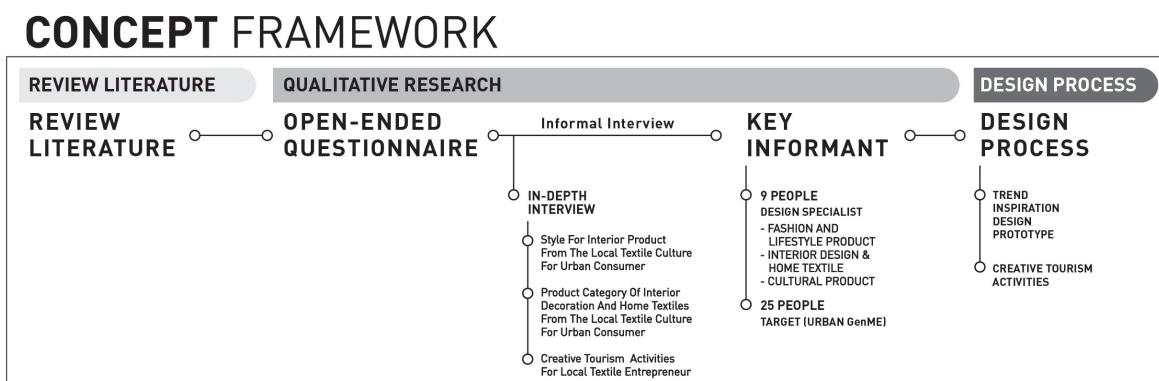 CONCEPT FRAMEWORK
REVIEW LITERATURE
QUALITATIVE RESEARCH
DESIGN PROCESS
REVIEW
LITERATURE
OPEN-ENDED
QUESTIONNAIRE
Informal Interview
KEY
INFORMANT
DESIGN
PROCESS
IN-DEPTH
INTERVIEW
Style For Interior Product
From The Local Textile Culture
For Urban Consumer
Product Category Of Interior
Decoration And Home Textiles
From The Local Textile Culture
For Urban Consumer
Creative Tourism Activities
For Local Textile Entrepreneur
9 PEOPLE
DESIGN SPECIALIST
- FASHION AND
LIFESTYLE PRODUCT
- INTERIOR DESIGN &
HOME TEXTILE
- CULTURAL PRODUCT
25 PEOPLE
TARGET (URBAN GenME)
TREND
INSPIRATION
DESIGN
PROTOTYPE
CREATIVE TOURISM
ACTIVITIES